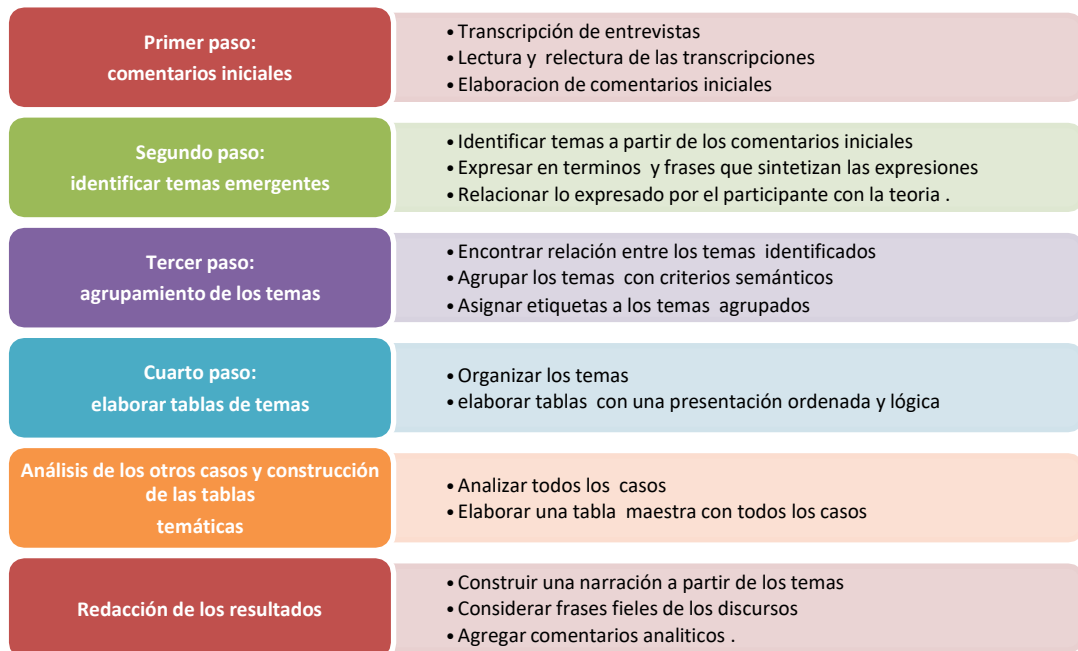 Primer paso:
comentarios iniciales
• Transcripción de entrevistas
• Lectura y relectura de las transcripciones
• Elaboracion de comentarios iniciales
Segundo paso:
identificar temas emergentes
• Identificar temas a partir de los comentarios iniciales
• Expresar en terminos y frases que sintetizan las expresiones
• Relacionar lo expresado por el participante con la teoria .
Tercer paso:
agrupamiento de los temas
• Encontrar relación entre los temas identificados
• Agrupar los temas con criterios semánticos
• Asignar etiquetas a los temas agrupados
Cuarto paso:
elaborar tablas de temas
• Organizar los temas
• elaborar tablas con una presentación ordenada y lógica
Análisis de los otros casos y construcción
de las tablas
temáticas
• Analizar todos los casos
• Elaborar una tabla maestra con todos los casos
Redacción de los resultados
• Construir una narración a partir de los temas
• Considerar frases fieles de los discursos
• Agregar comentarios analiticos .